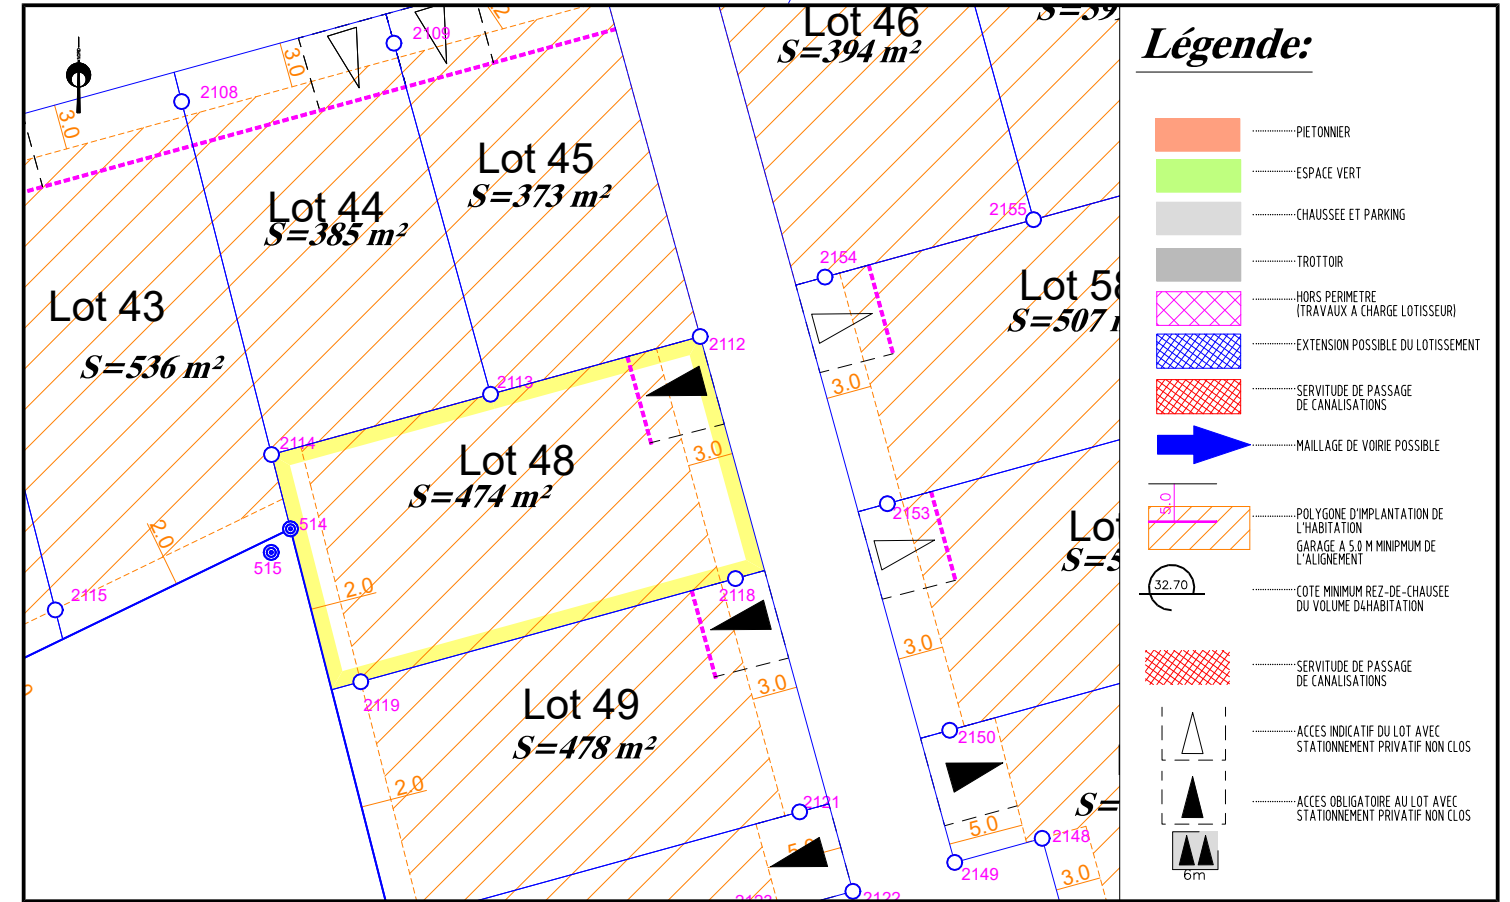 Lot 46
S=394 m²
2109
2
3.0
2108
3.0
Lot 45
S=373 m²
Lot 44
S=385 m²
2155
2154
Lot 43
S=536 m²
Lot 58
S=507
2112
2113
3.0
2114
Lot 48
S=474 m²
3.0
514
2.0
515
2153
Lot
2115
2.0
2118
3.0
2119
Lot 49
S=478 m²
3.0
2150
2.0
2121
S=
5.0
2148
2149
3.0
2122
Légende:
PIETONNIER
ESPACE VERT
CHAUSSEE ET PARKING
TROTTOIR
HORS PERIMETRE
(TRAVAUX A CHARGE LOTISSEUR)
EXTENSION POSSIBLE DU LOTISSEMENT
SERVITUDE DE PASSAGE
DE CANALISATIONS
MAILLAGE DE VOIRIE POSSIBLE
5.0
POLYGONE D'IMPLANTATION DE
L'HABITATION
GARAGE A 5.0 M MINIPMUM DE
L'ALIGNEMENT
32.70
COTE MINIMUM REZ-DE-CHAUSEE
DU VOLUME D4HABITATION
SERVITUDE DE PASSAGE
DE CANALISATIONS
ACCES INDICATIF DU LOT AVEC
STATIONNEMENT PRIVATIF NON CLOS
ACCES OBLIGATOIRE AU LOT AVEC
STATIONNEMENT PRIVATIF NON CLOS
6m